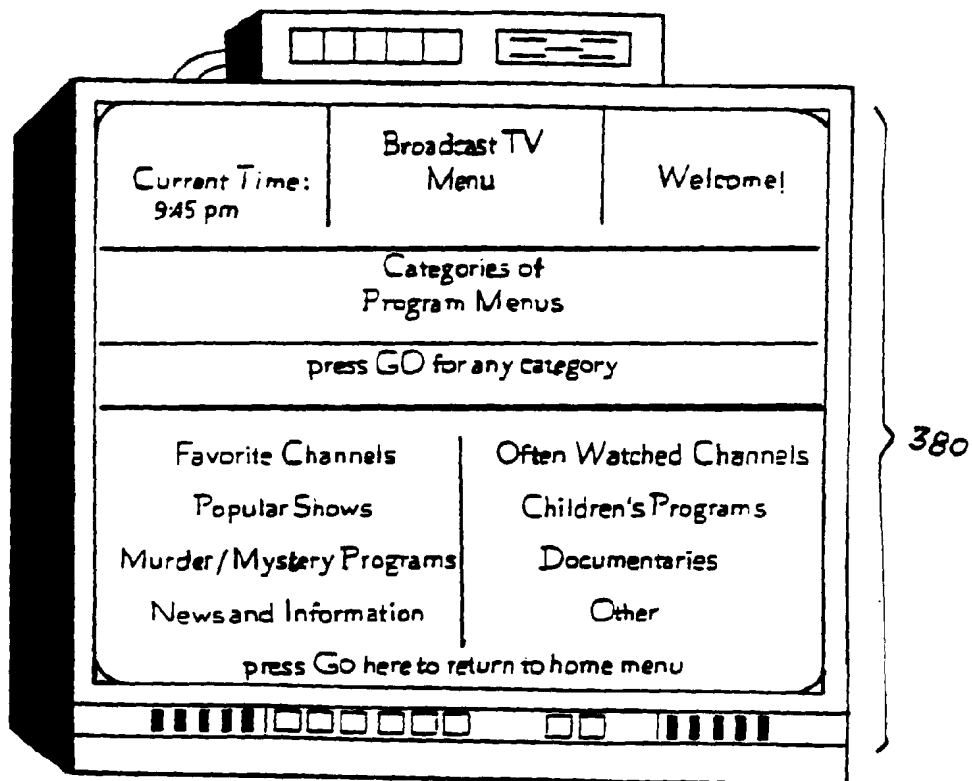 Current Time:
9:45 pm
Broadcast TV
Menu
Welcome!
Categories of
Program Menus
press GO for any category
Favorite Channels
Often Watched Channels
Popular Shows
Children's Programs
Murder/Mystery Programs
Documentaries
News and Information
Other
press Go here to return to home menu
380